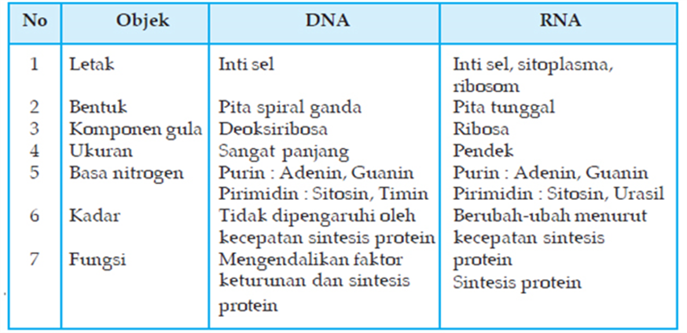 No Objek DNA RNA
1 Letak Inti sel Inti sel, sitoplasma,
ribosom
2 Bentuk Pita spiral ganda Pita tunggal
3 Komponen gula Deoksiribosa Ribosa
4 Ukuran Sangat panjang Pendek
5 Basa nitrogen Purin : Adenin, Guanin Purin : Adenin, Guanin
Pirimidin : Sitosin, Timin Pirimidin : Sitosin, Urasil
6 Kadar Tidak dipengaruhi oleh Berubah-ubah menurut
kecepatan sintesis protein kecepatan sintesis
7 Fungsi Mengendalikan faktor protein
keturunan dan sintesis Sintesis protein
protein